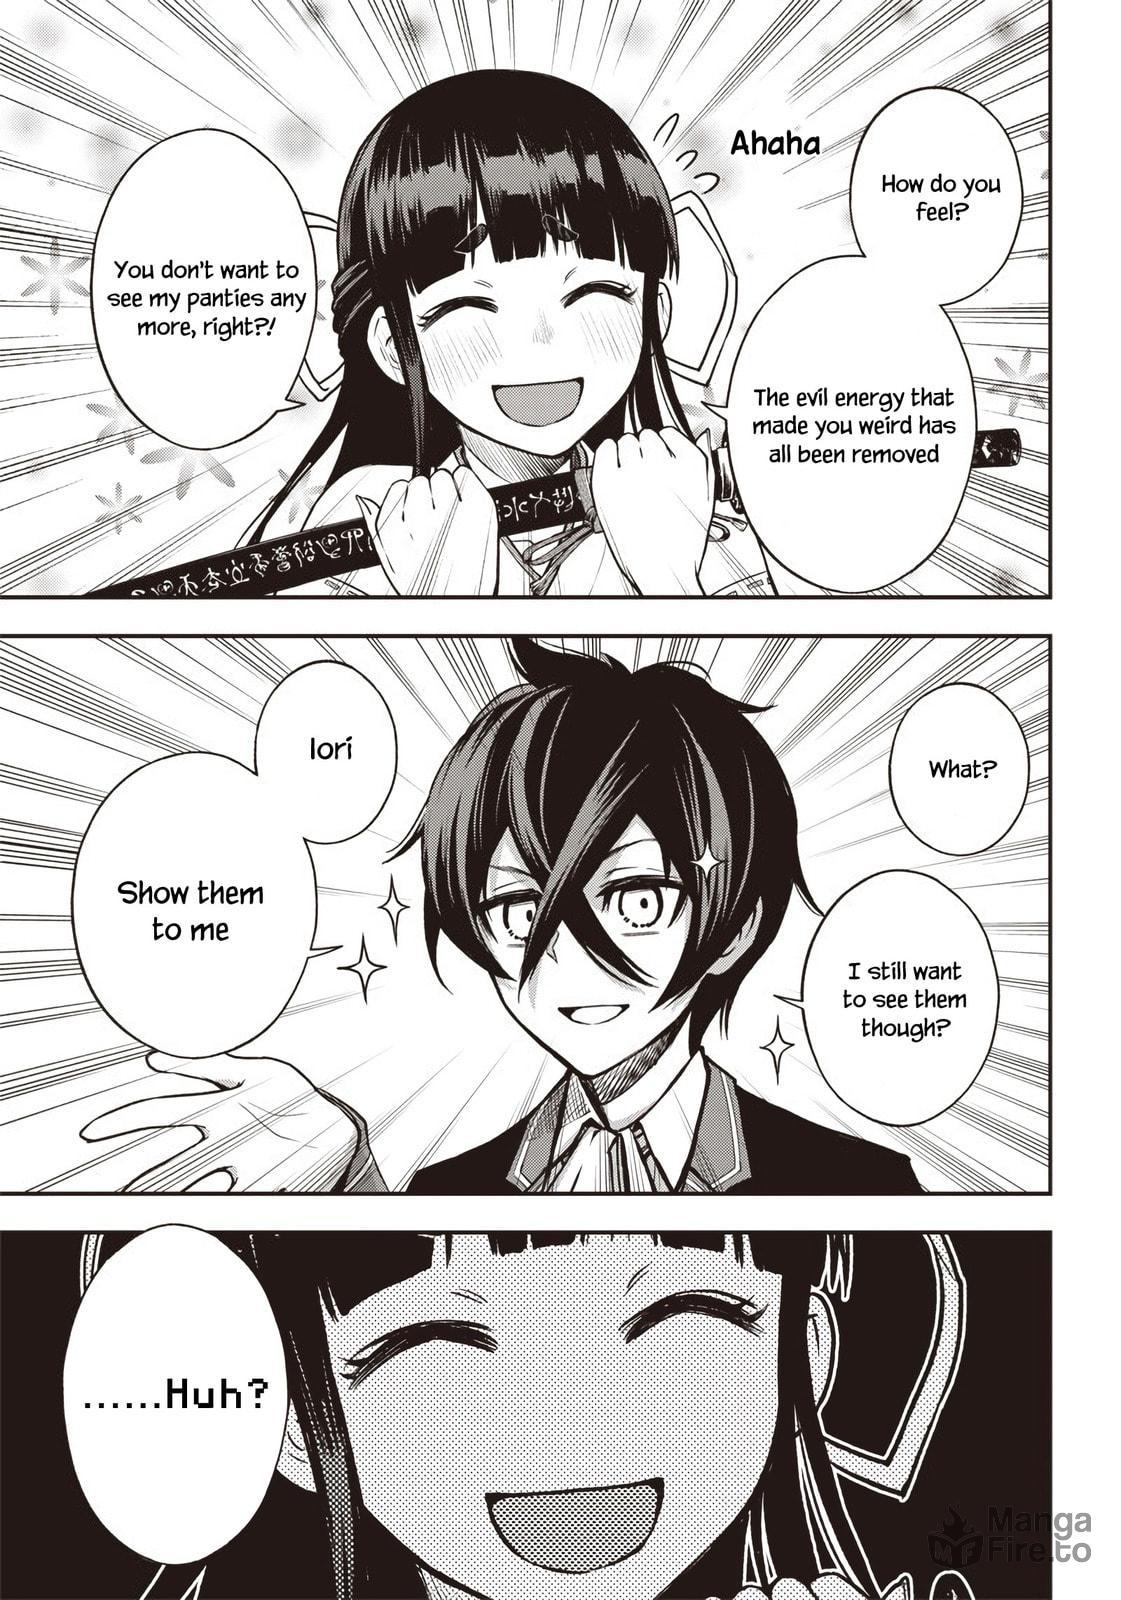 Ahaha
How do you
feel?
The evil energy that
made you weird has
all been removed
You don't want to
see my panties any
more, right?!
What?
I still want
to see them
though?
Iori
Show them
to me
......Huh?
Manga
Fire.to
MF